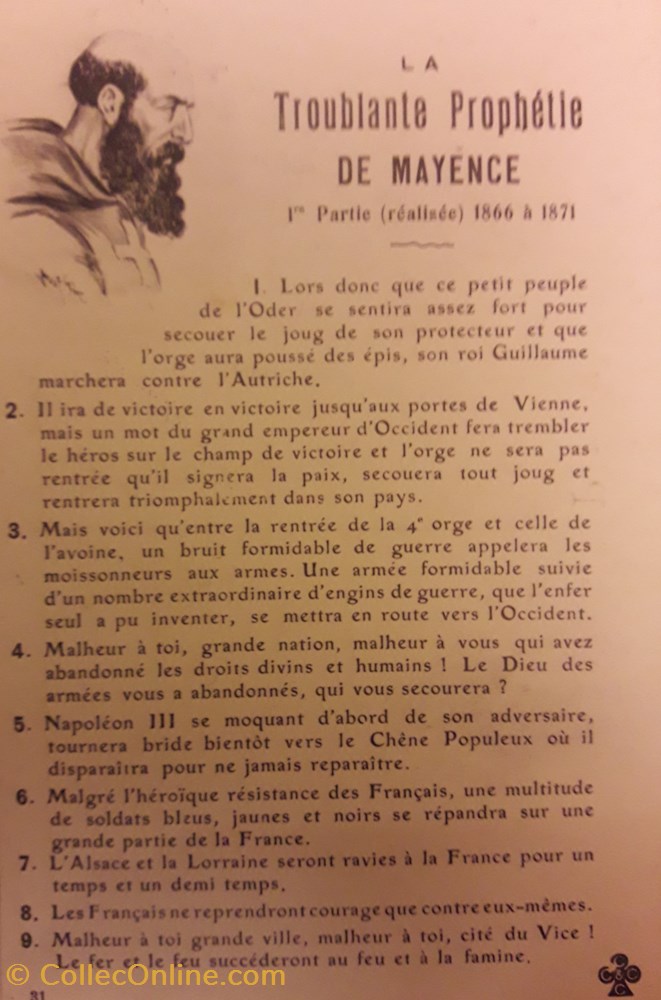 LA
Troublante Prophétie
DE MAYENCE
1re Partie (réalisée) 1866 à 1871
1. Lors donc que ce petit peuple
de l'Oder se sentira assez fort pour
secouer le joug de son protecteur et que
l'orge aura poussé des épis, son roi Guillaume
marchera contre l'Autriche.
2. Il ira de victoire en victoire jusqu'aux portes de Vienne,
mais un mot du grand empereur d'Occident fera trembler
le héros sur le champ de victoire et l'orge ne sera pas
rentrée qu'il signera la paix, secouera tout joug et
rentrera triomphalement dans son pays.
3. Mais voici qu'entre la rentrée de la 4e orge et celle de
l'avoine, un bruit formidable de guerre appelera les
moissonneurs aux armes. Une armée formidable suivie
d'un nombre extraordinaire d'engins de guerre, que l'enfer
seul a pu inventer, se mettra en route vers l'Occident.
4. Malheur à toi, grande nation, malheur à vous qui avez
abandonné les droits divins et humains ! Le Dieu des
armées vous a abandonnés, qui vous secourera ?
5. Napoléon III se moquant d'abord de son adversaire,
tournera bride bientôt vers le Chêne Populeux où il
disparaîtra pour ne jamais reparaître.
6. Malgré l'héroïque résistance des Français, une multitude
de soldats bleus, jaunes et noirs se répandra sur une
grande partie de la France.
7. L'Alsace et la Lorraine seront ravies à la France pour un
temps et un demi temps.
8. Les Français ne reprendront courage que contre eux-mêmes.
9. Malheur à toi grande ville, malheur à toi, cité du Vice !
Le fer et le feu succéderont au feu et à la famine.
© CollecOnline.com
31